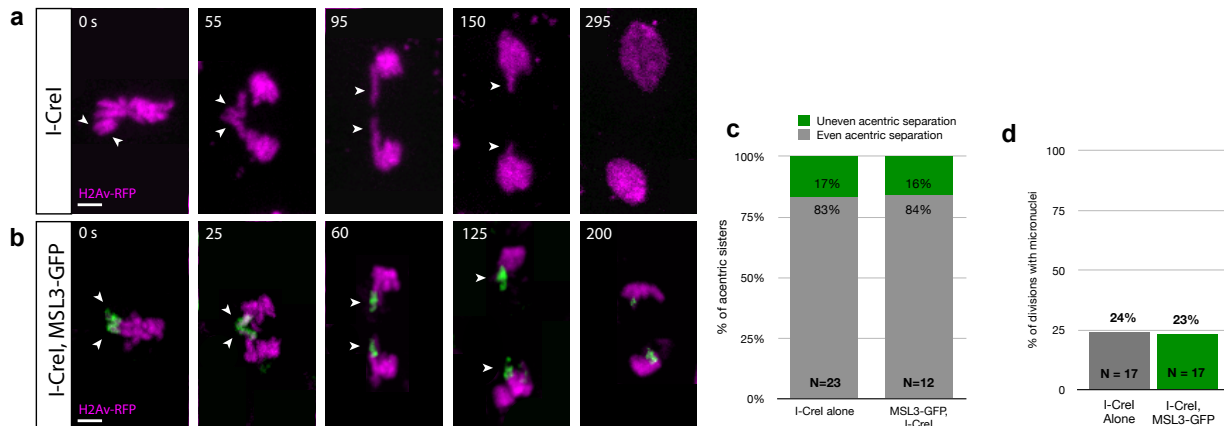 a
I-CreI
0 s
55
95
150
295
H2Av-RFP
b
I-CreI, MSL3-GFP
0 s
25
60
125
200
H2Av-RFP
c
Uneven acentric separation
Even acentric separation
% of acentric sisters
100%
75%
50%
25%
0%
17%
83%
N=23
16%
84%
N=12
I-CreI alone
MSL3-GFP,
I-CreI
d
% of divisions with micronuclei
100
75
50
25
0
24%
N = 17
23%
N = 17
I-CreI
Alone
I-CreI,
MSL3-GFP